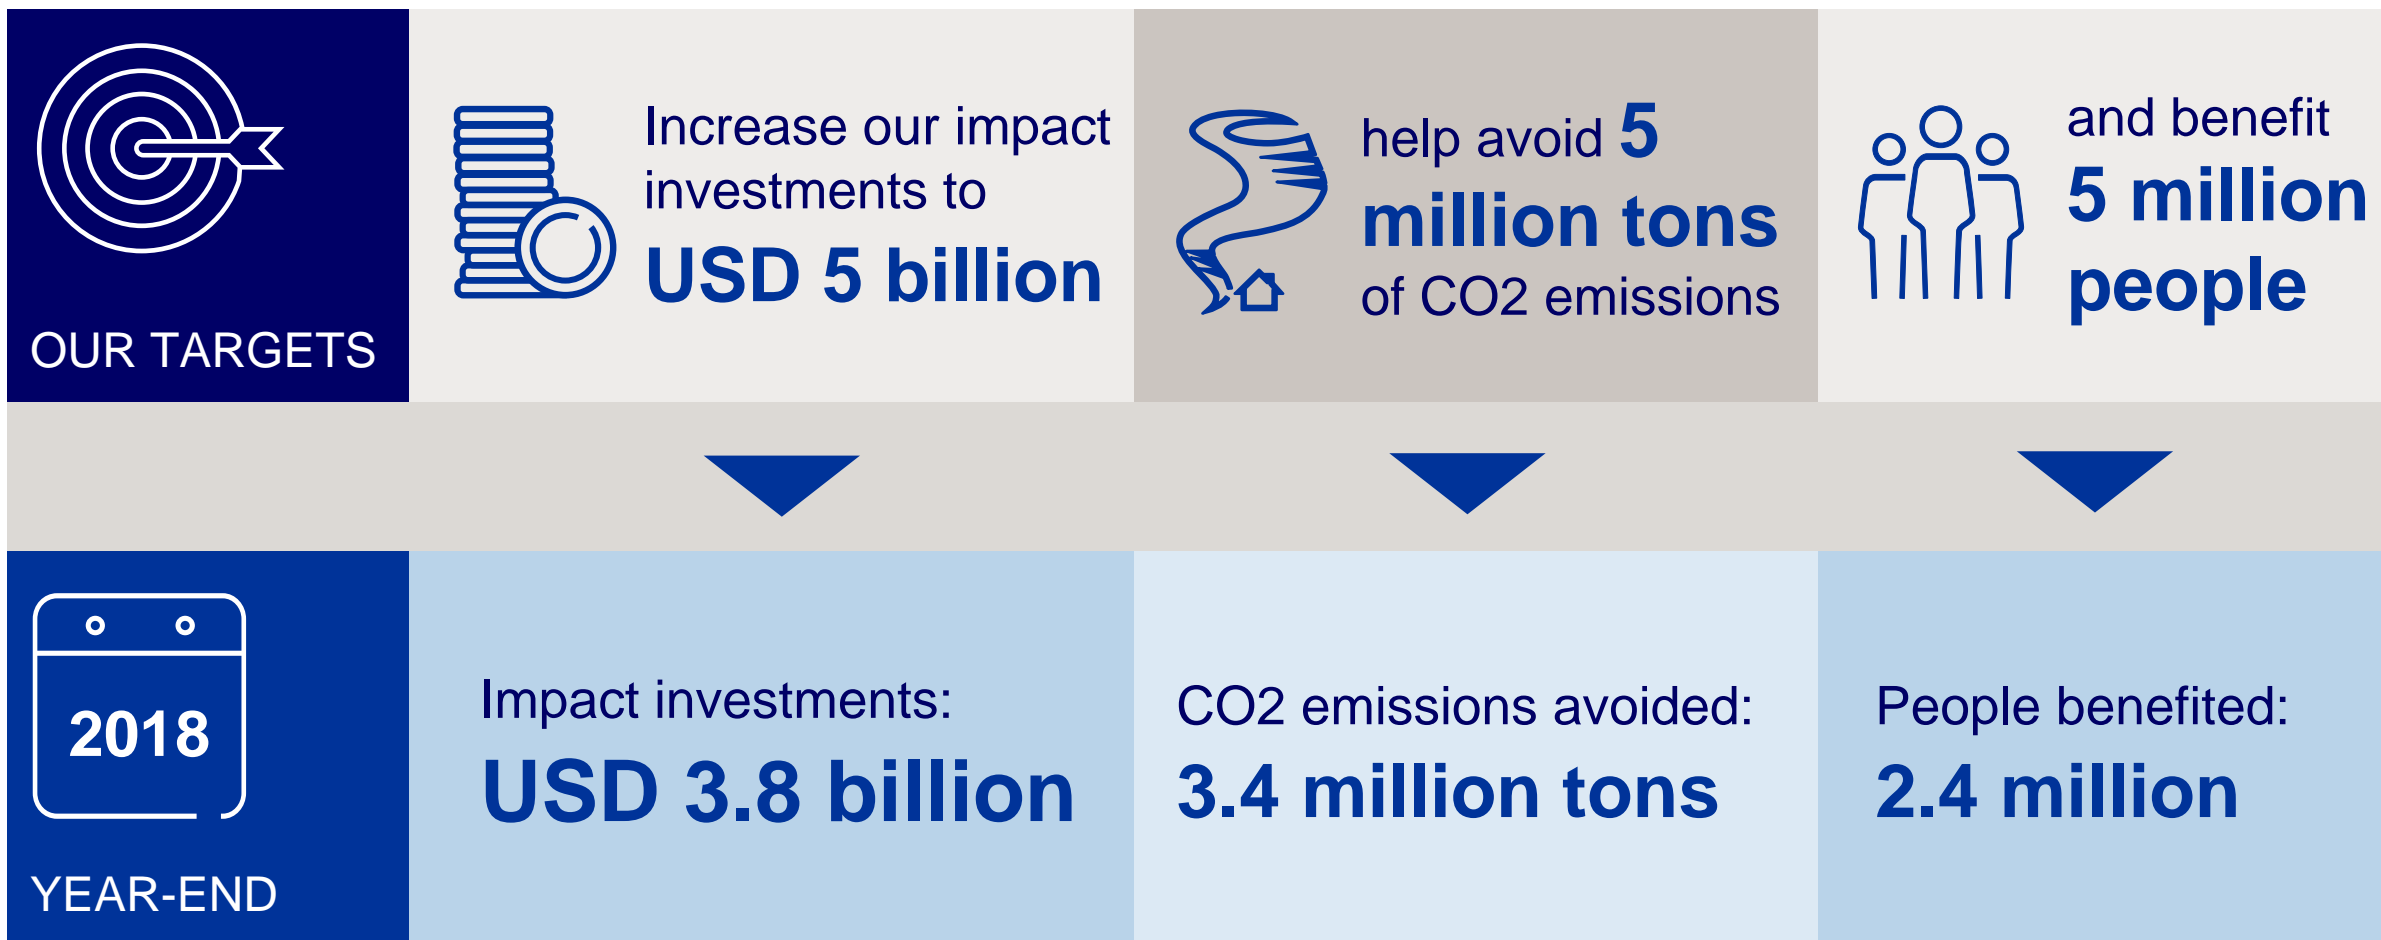 OUR TARGETS
Increase our impact
investments to
USD 5 billion
help avoid 5
million tons
of CO2 emissions
and benefit
5 million
people
2018
YEAR-END
Impact investments:
USD 3.8 billion
CO2 emissions avoided:
3.4 million tons
People benefited:
2.4 million